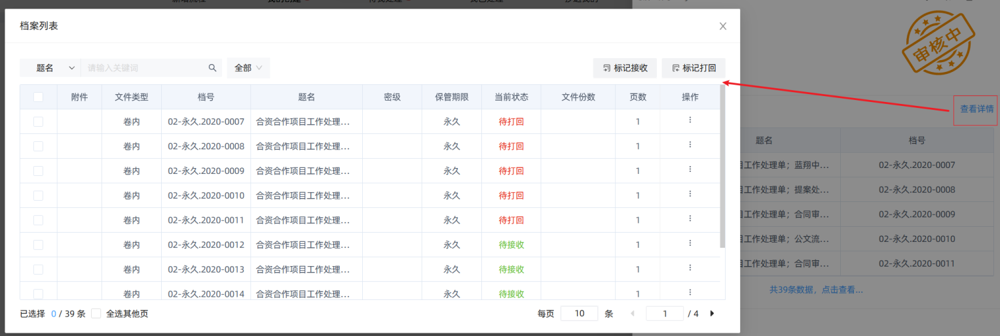 档案列表
题名 请输入关键词 全部 标记接收 标记打回
附件 文件类型 档号 题名 密级 保管期限 当前状态 文件份数 页数 操作
卷内 02-永久.2020-0007 合资合作项目工作处理... 永久 待打回 1
卷内 02-永久.2020-0008 合资合作项目工作处理... 永久 待打回 1
卷内 02-永久.2020-0009 合资合作项目工作处理... 永久 待打回 1
卷内 02-永久.2020-0010 合资合作项目工作处理... 永久 待打回 1
卷内 02-永久.2020-0011 合资合作项目工作处理... 永久 待打回 1
卷内 02-永久.2020-0012 合资合作项目工作处理... 永久 待接收 1
卷内 02-永久.2020-0013 合资合作项目工作处理... 永久 待接收 1
卷内 02-永久.2020-0014 合资合作项目工作处理... 永久 待接收 1
已选择 0 / 39 条 全选其他页 每页 10 条 1 / 4
审核中
查看详情
题名 档号
目工作处理单；蓝翔中... 02-永久.2020-0007
目工作处理单；提案处... 02-永久.2020-0008
目工作处理单；合同审... 02-永久.2020-0009
目工作处理单；公文流... 02-永久.2020-0010
目工作处理单；合同审... 02-永久.2020-0011
共39条数据，点击查看...